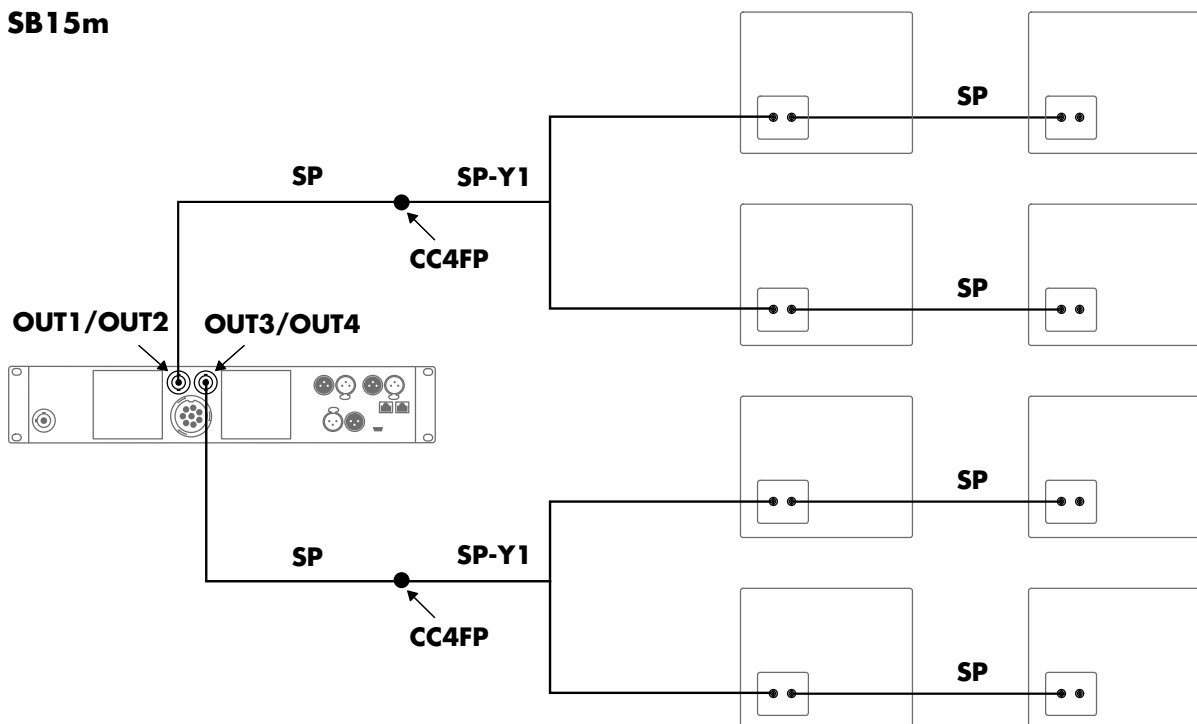 SB15m
SP
SP
SP-Y1
CC4FP
SP
OUT1/OUT2
OUT3/OUT4
SP
SP
SP-Y1
CC4FP
SP